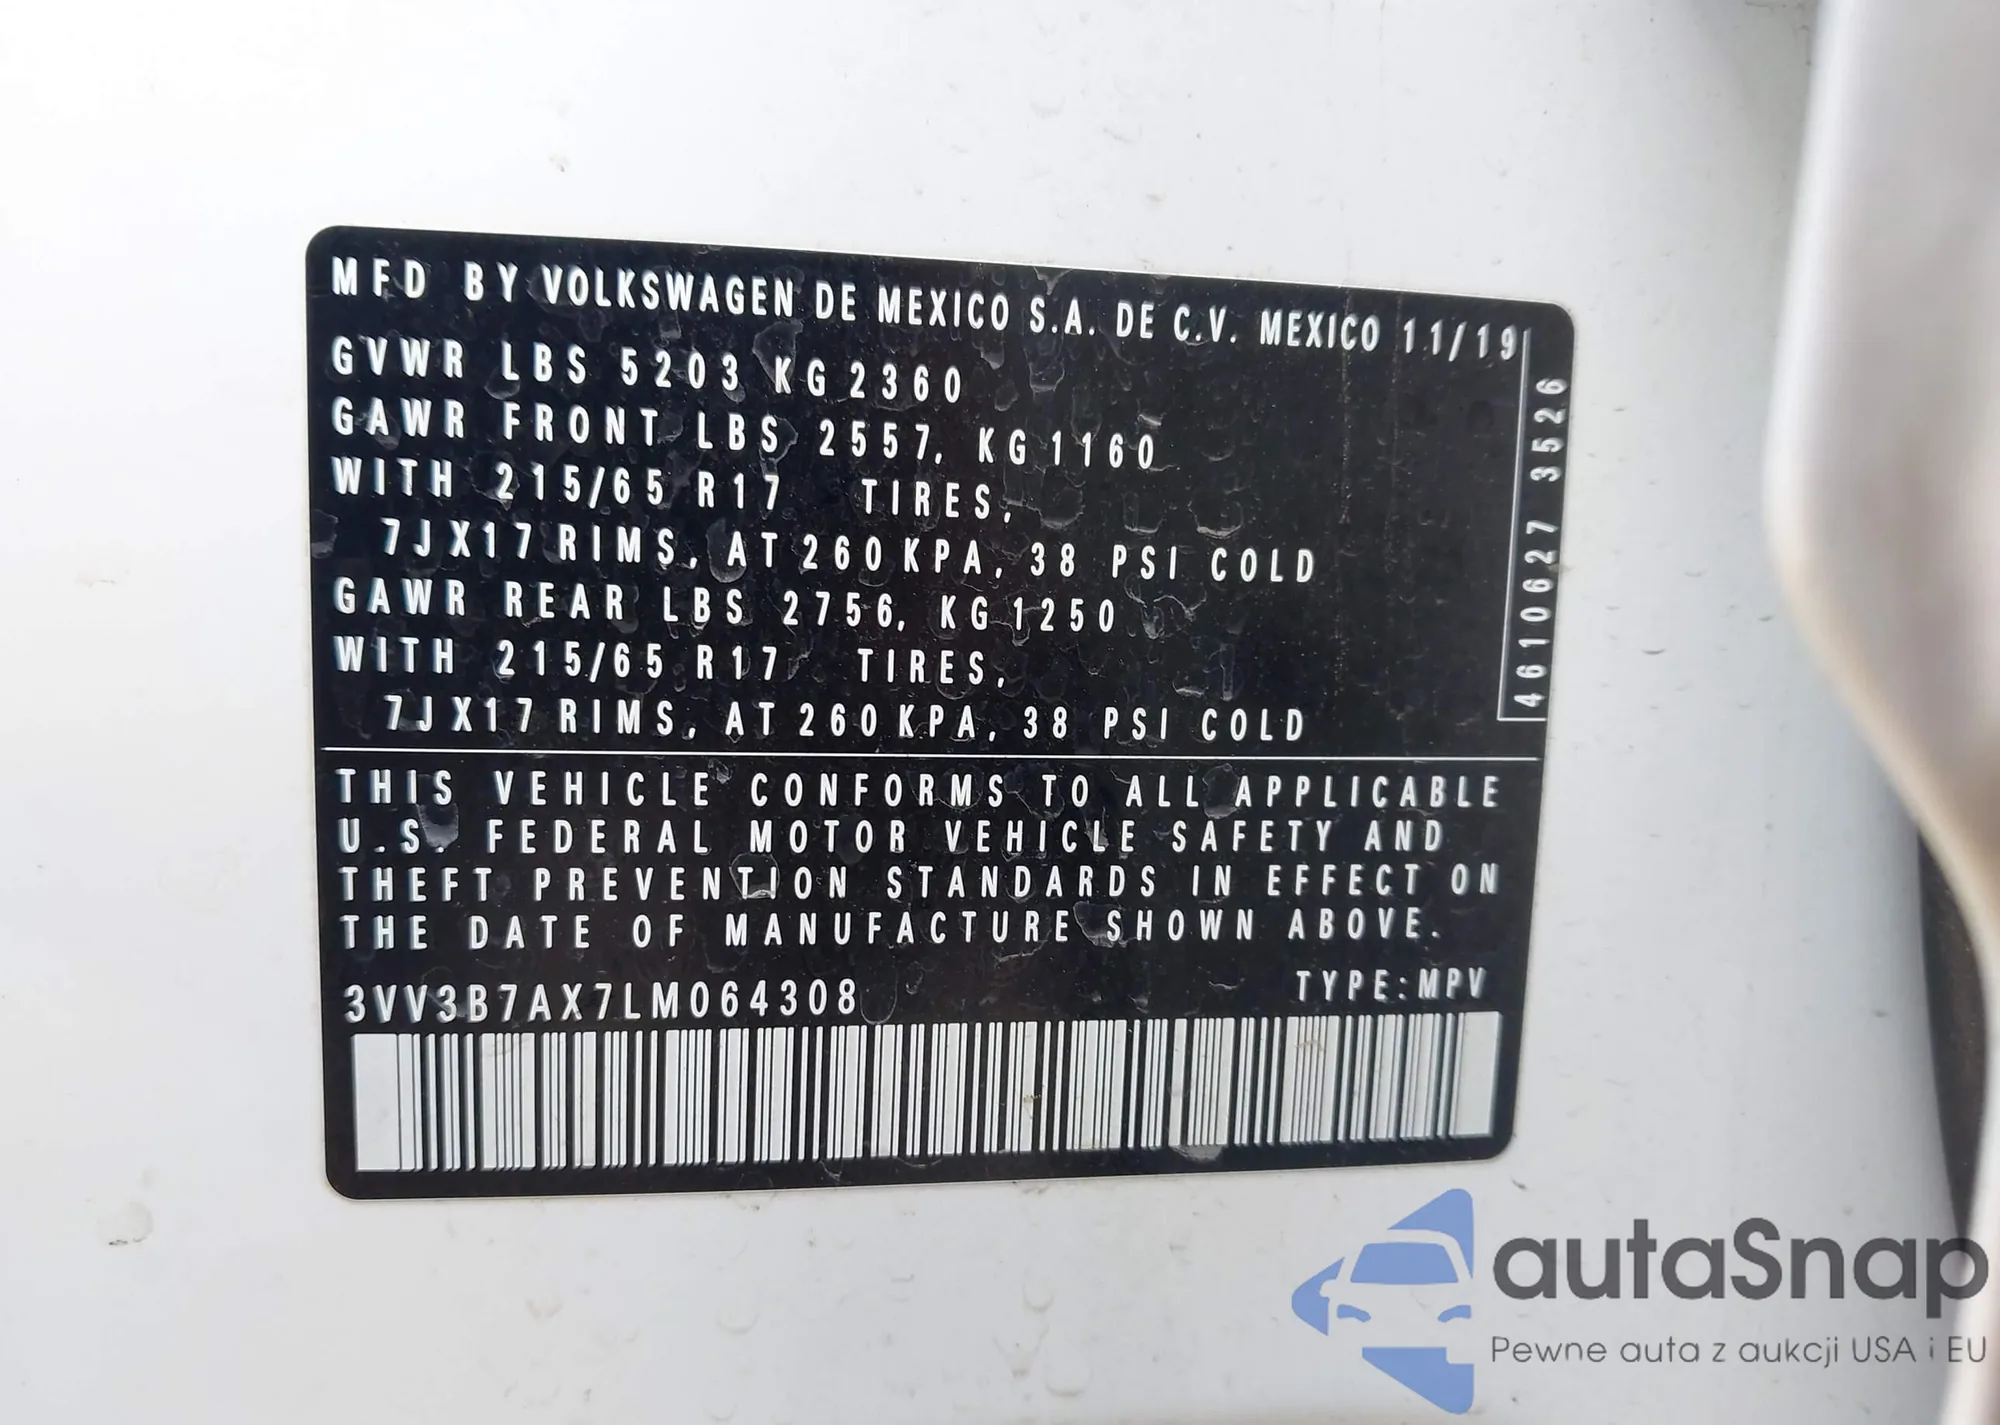 MFD BY VOLKSWAGEN DE MEXICO S.A. DE C.V. MEXICO 11/19
GVWR LBS 5203 KG 2360
GAWR FRONT LBS 2557, KG 1160
WITH 215/65 R17 TIRES,
7JX17 RIMS, AT 260 KPA, 38 PSI COLD
GAWR REAR LBS 2756, KG 1250
WITH 215/65 R17 TIRES,
7JX17 RIMS, AT 260 KPA, 38 PSI COLD
4610627 3526
THIS VEHICLE CONFORMS TO ALL APPLICABLE
U.S. FEDERAL MOTOR VEHICLE SAFETY AND
THEFT PREVENTION STANDARDS IN EFFECT ON
THE DATE OF MANUFACTURE SHOWN ABOVE.
3VV3B7AX7LM064308 TYPE:MPV
autaSnap
Pewne auta z aukcji USA i EU